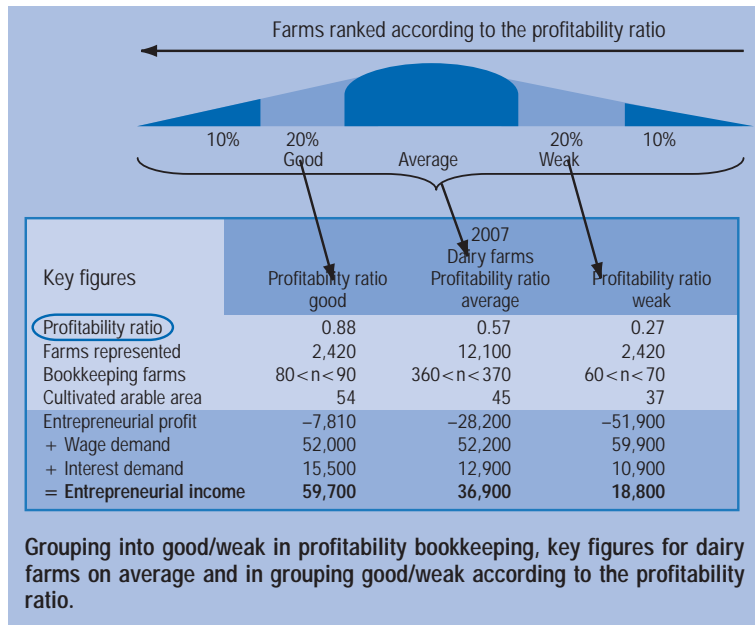 Farms ranked according to the profitability ratio
10% 20% 20% 10%
Good Average Weak
2007
Dairy farms
Key figures Profitability ratio Profitability ratio Profitability ratio
good average weak
Profitability ratio 0.88 0.57 0.27
Farms represented 2,420 12,100 2,420
Bookkeeping farms 80<n<90 360<n<370 60<n<70
Cultivated arable area 54 45 37
Entrepreneurial profit –7,810 –28,200 –51,900
+ Wage demand 52,000 52,200 59,900
+ Interest demand 15,500 12,900 10,900
= Entrepreneurial income 59,700 36,900 18,800
Grouping into good/weak in profitability bookkeeping, key figures for dairy
farms on average and in grouping good/weak according to the profitability
ratio.